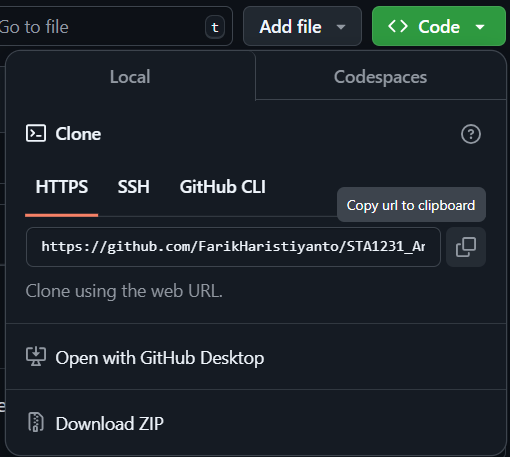 Go to file t Add file Code
Local Codespaces
Clone
HTTPS SSH GitHub CLI
Copy url to clipboard
https://github.com/FarikHaristiyanto/STA1231_Ar
Clone using the web URL.
Open with GitHub Desktop
Download ZIP